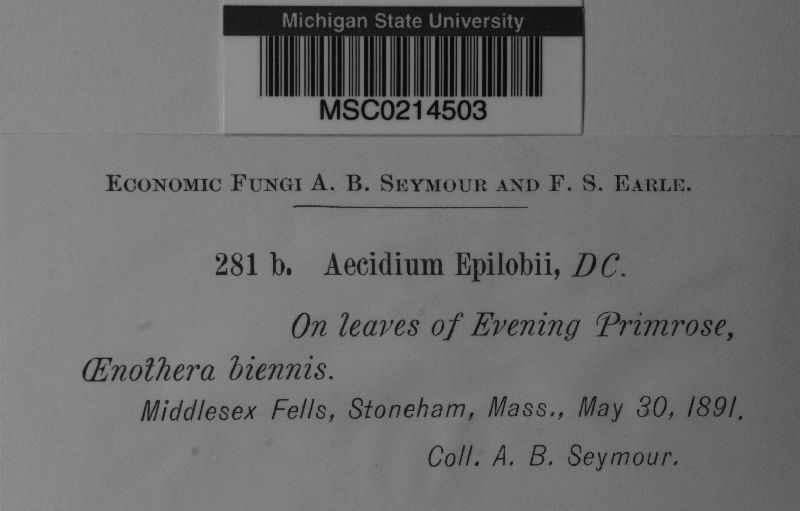 Michigan State University
MSC0214503
Economic Fungi A. B. Seymour and F. S. Earle.
281 b. Aecidium Epilobii, DC.
On leaves of Evening Primrose,
Œnothera biennis.
Middlesex Fells, Stoneham, Mass., May 30, 1891.
Coll. A. B. Seymour.